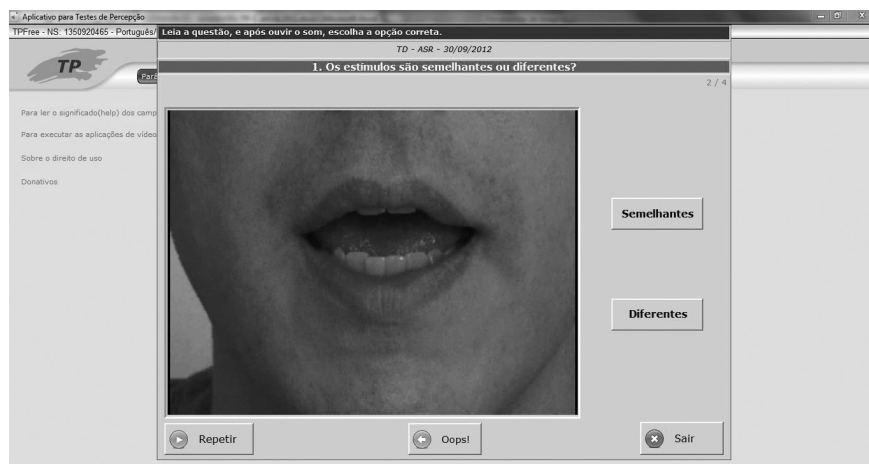 Aplicativo para Testes de Percepção
TPFree - NS: 1350920465 - Português/
Leia a questão, e após ouvir o som, escolha a opção correta.
TD - ASR - 30/09/2012
1. Os estímulos são semelhantes ou diferentes?
2 / 4
TP
Par
Para ler o significado(help) dos camp
Para executar as aplicações de vídeo
Sobre o direito de uso
Donativos
Semelhantes
Diferentes
Repetir
Oops!
Sair